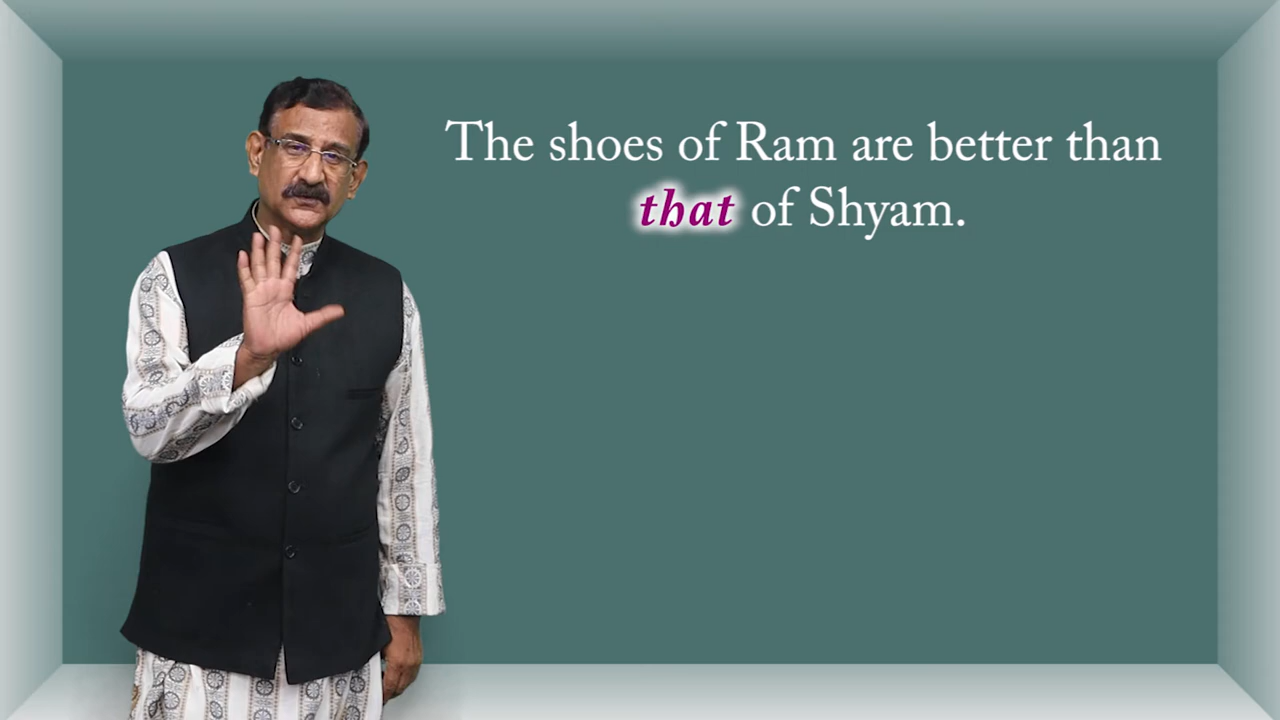 The shoes of Ram are better than
that of Shyam.